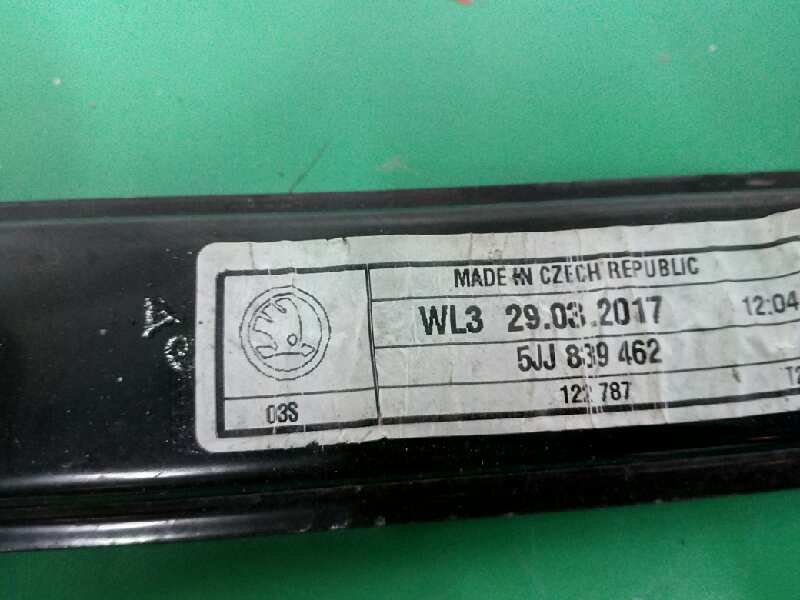 MADE IN CZECH REPUBLIC
WL3 29.03.2017 12:04
5JJ 839 462
03S
122 787